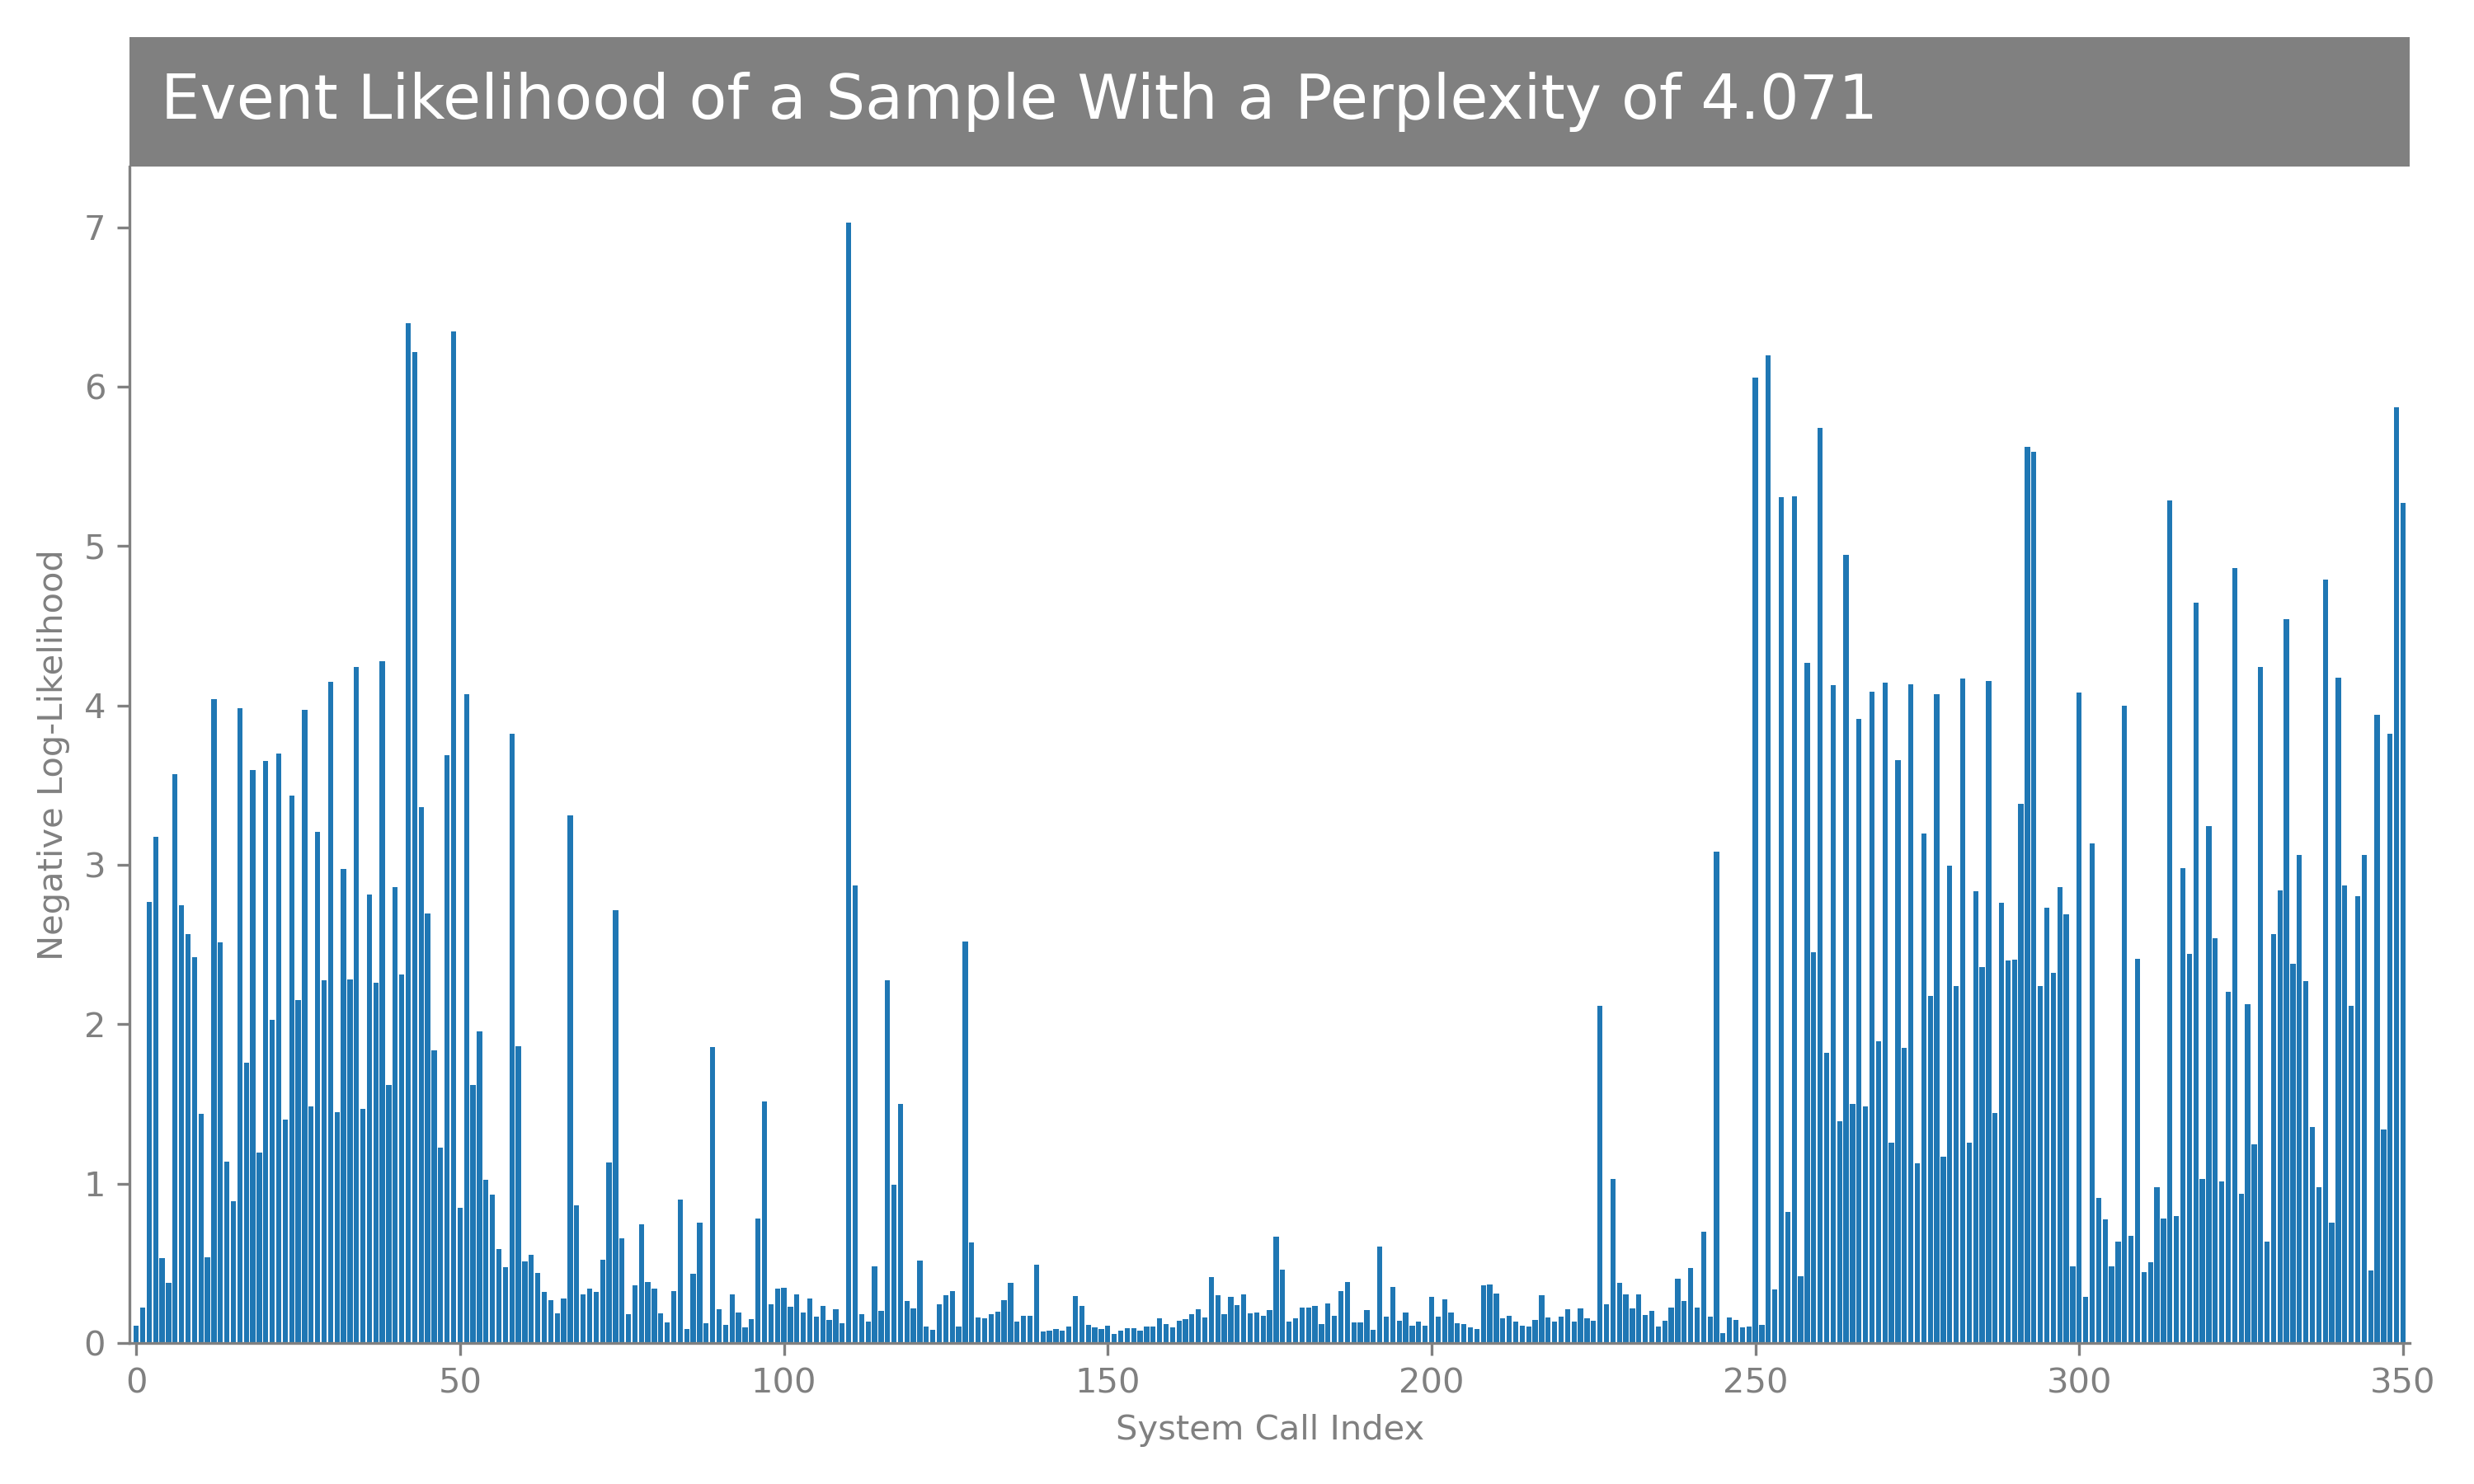 Event Likelihood of a Sample With a Perplexity of 4.071
7
6
5
4
3
2
1
0
Negative Log-Likelihood
0 50 100 150 200 250 300 350
System Call Index